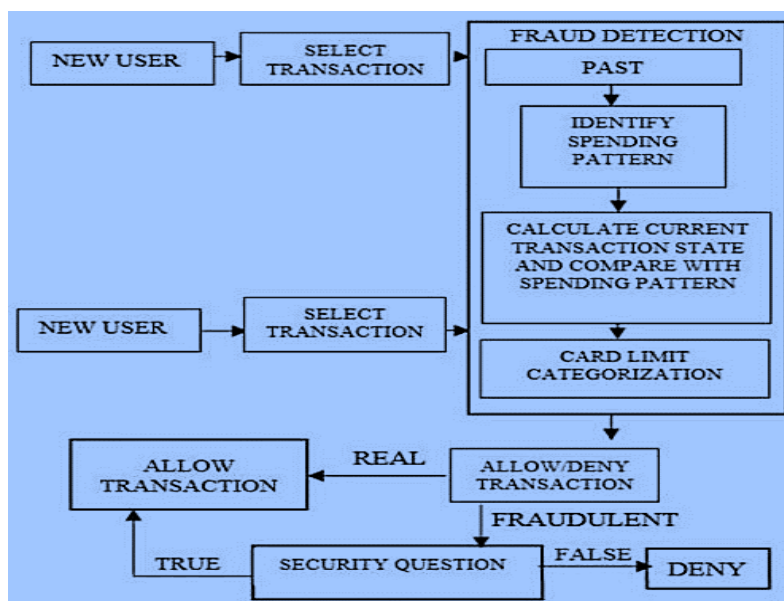 NEW USER
SELECT
TRANSACTION
FRAUD DETECTION
PAST
IDENTIFY
SPENDING
PATTERN
CALCULATE CURRENT
TRANSACTION STATE
AND COMPARE WITH
SPENDING PATTERN
NEW USER
SELECT
TRANSACTION
CARD LIMIT
CATEGORIZATION
ALLOW
TRANSACTION
REAL
ALLOW/DENY
TRANSACTION
FRAUDULENT
TRUE
SECURITY QUESTION
FALSE
DENY